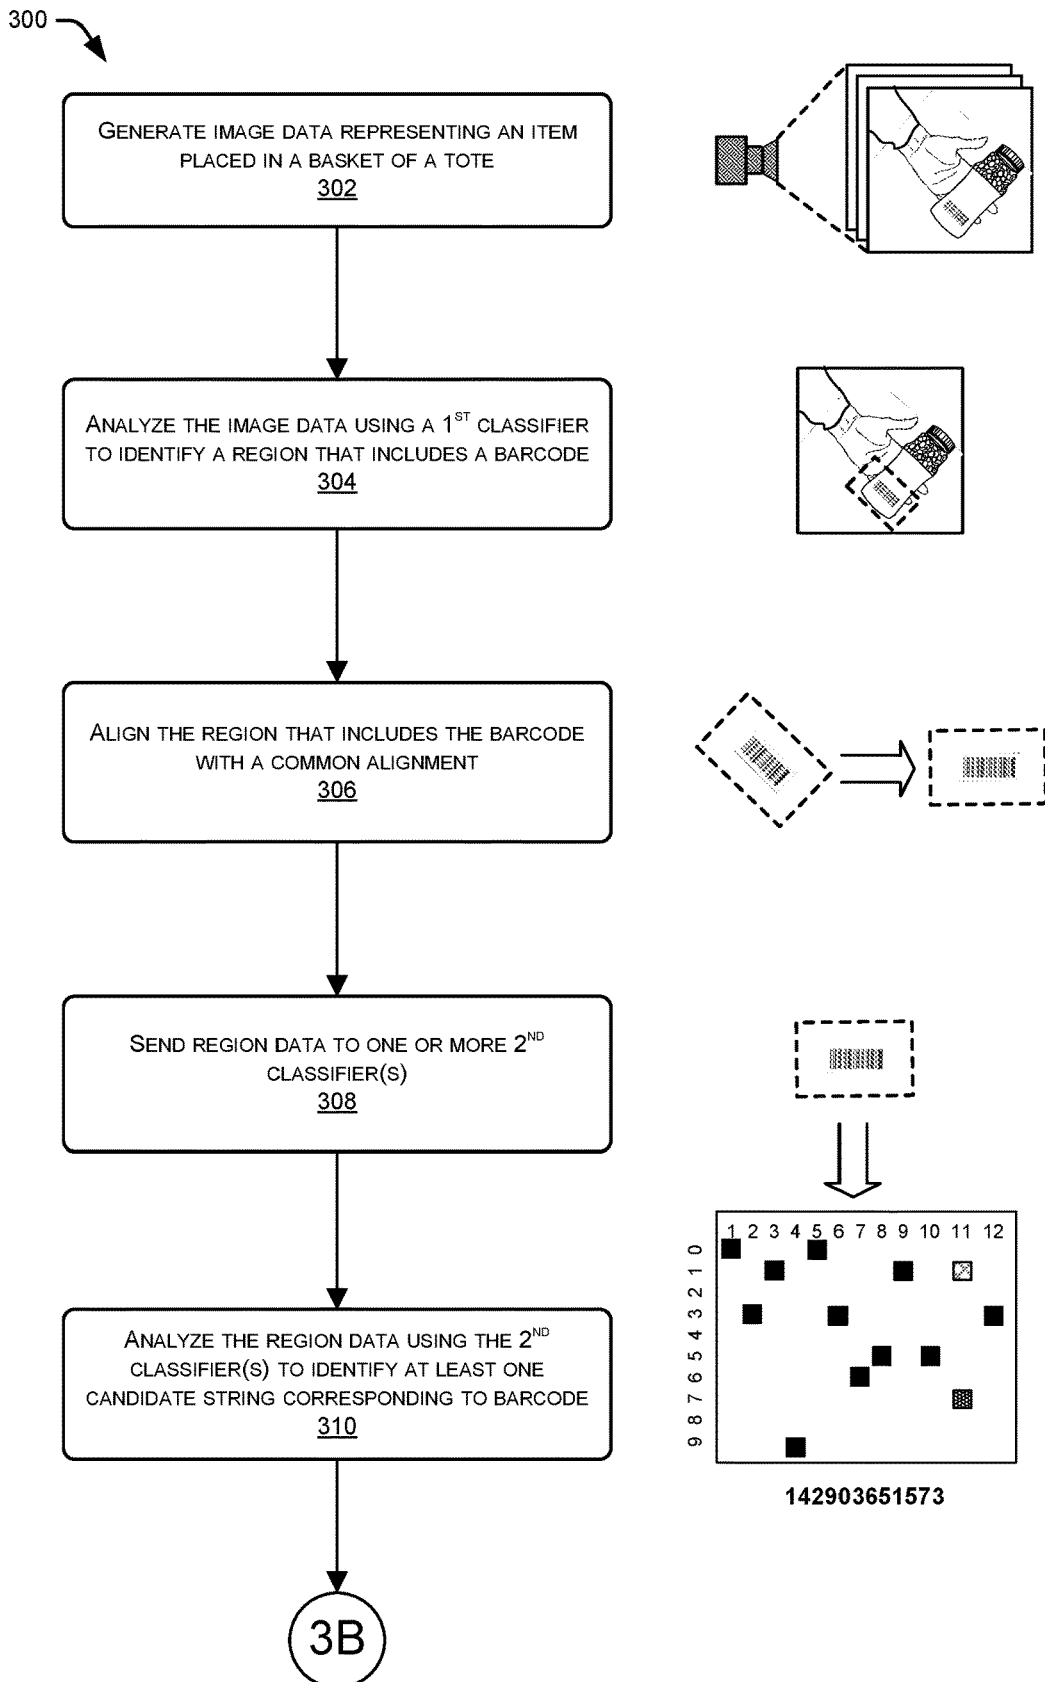 300
GENERATE IMAGE DATA REPRESENTING AN ITEM
PLACED IN A BASKET OF A TOTE
302
ANALYZE THE IMAGE DATA USING A 1ST CLASSIFIER
TO IDENTIFY A REGION THAT INCLUDES A BARCODE
304
ALIGN THE REGION THAT INCLUDES THE BARCODE
WITH A COMMON ALIGNMENT
306
SEND REGION DATA TO ONE OR MORE 2ND
CLASSIFIER(S)
308
ANALYZE THE REGION DATA USING THE 2ND
CLASSIFIER(S) TO IDENTIFY AT LEAST ONE
CANDIDATE STRING CORRESPONDING TO BARCODE
310
1 2 3 4 5 6 7 8 9 10 11 12
0
1
2
3
4
5
6
7
8
9
142903651573
3B